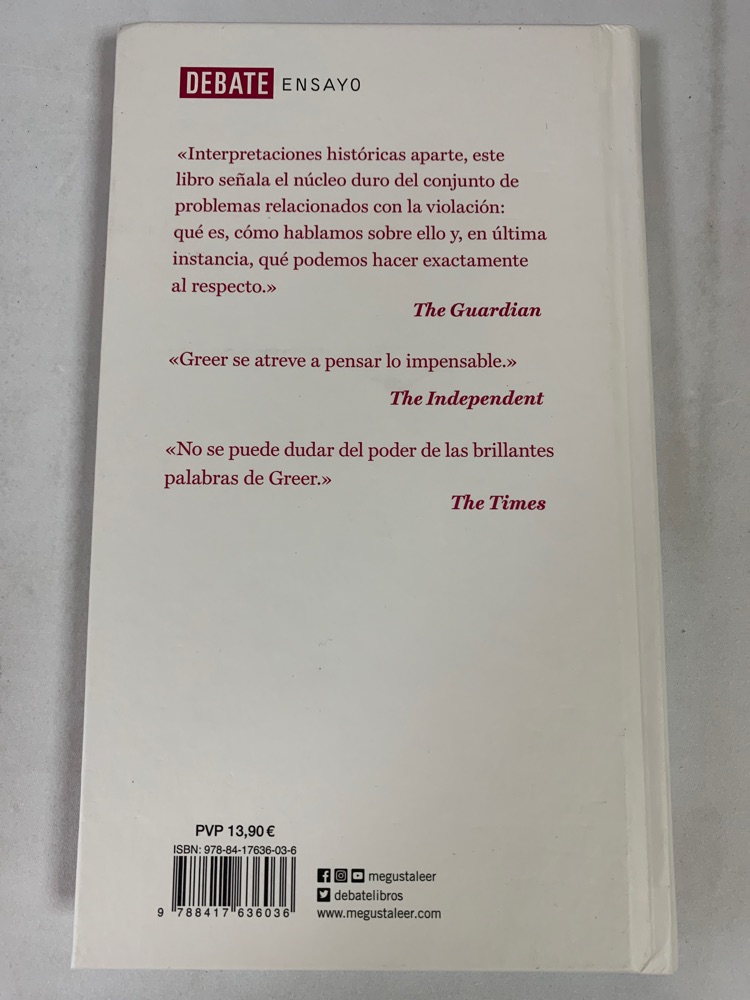 DEBATE ENSAYO
«Interpretaciones históricas aparte, este
libro señala el núcleo duro del conjunto de
problemas relacionados con la violación:
qué es, cómo hablamos sobre ello y, en última
instancia, qué podemos hacer exactamente
al respecto.»
The Guardian
«Greer se atreve a pensar lo impensable.»
The Independent
«No se puede dudar del poder de las brillantes
palabras de Greer.»
The Times
PVP 13,90 €
ISBN: 978-84-17636-03-6
9 788417 636036
megustaleer
debatelibros
www.megustaleer.com